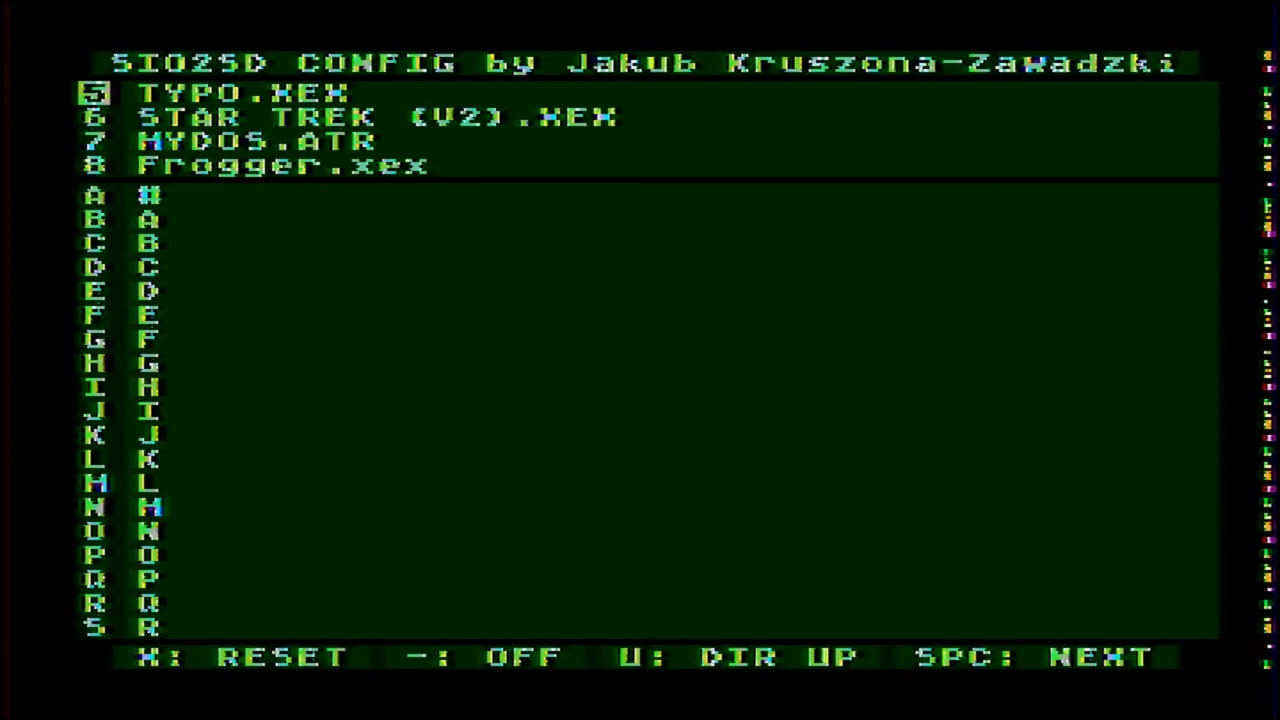 SIO2SD CONFIG by Jakub Kruszona-Zawadzki
5 TYPO.XEX
6 STAR TREK (V2).XEX
7 MYDOS.ATR
8 Frogger.xex
A #
B A
C B
D C
E D
F E
G F
H G
I H
J I
K J
L K
M L
N M
O N
P O
Q P
R Q
S R
X: RESET -: OFF U: DIR UP SPC: NEXT